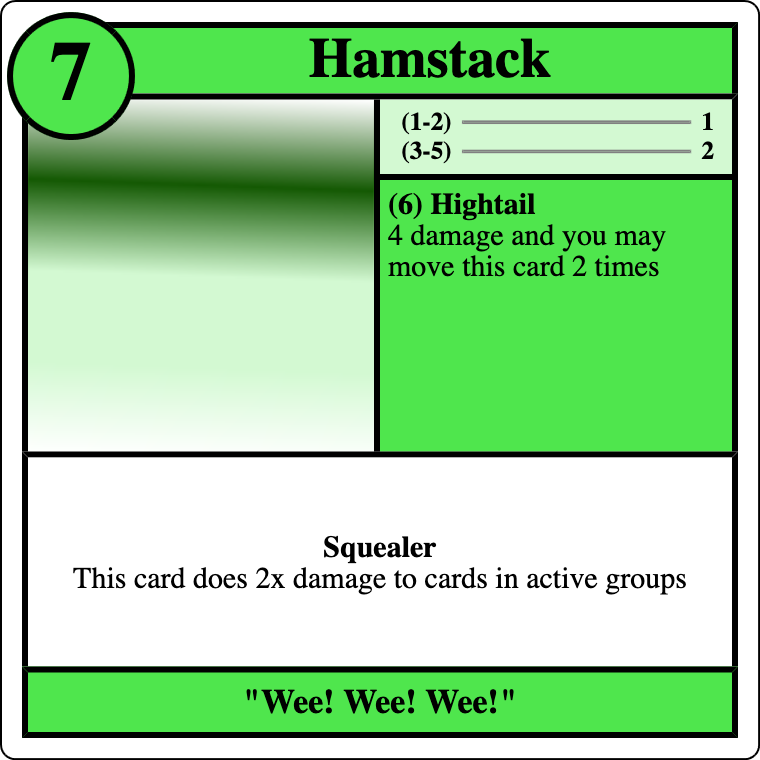 7
Hamstack
(1-2) 1
(3-5) 2
(6) Hightail
4 damage and you may
move this card 2 times
Squealer
This card does 2x damage to cards in active groups
"Wee! Wee! Wee!"